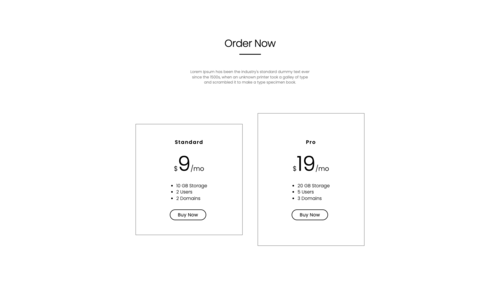 Order Now
Lorem Ipsum has been the industry's standard dummy text ever
since the 1500s when an unknown printer took a galley of type
and scrambled it to make a type specimen book.
Standard
$9/mo
10 GB Storage
2 Users
2 Domains
Buy Now
Pro
$19/mo
20 GB Storage
5 Users
3 Domains
Buy Now